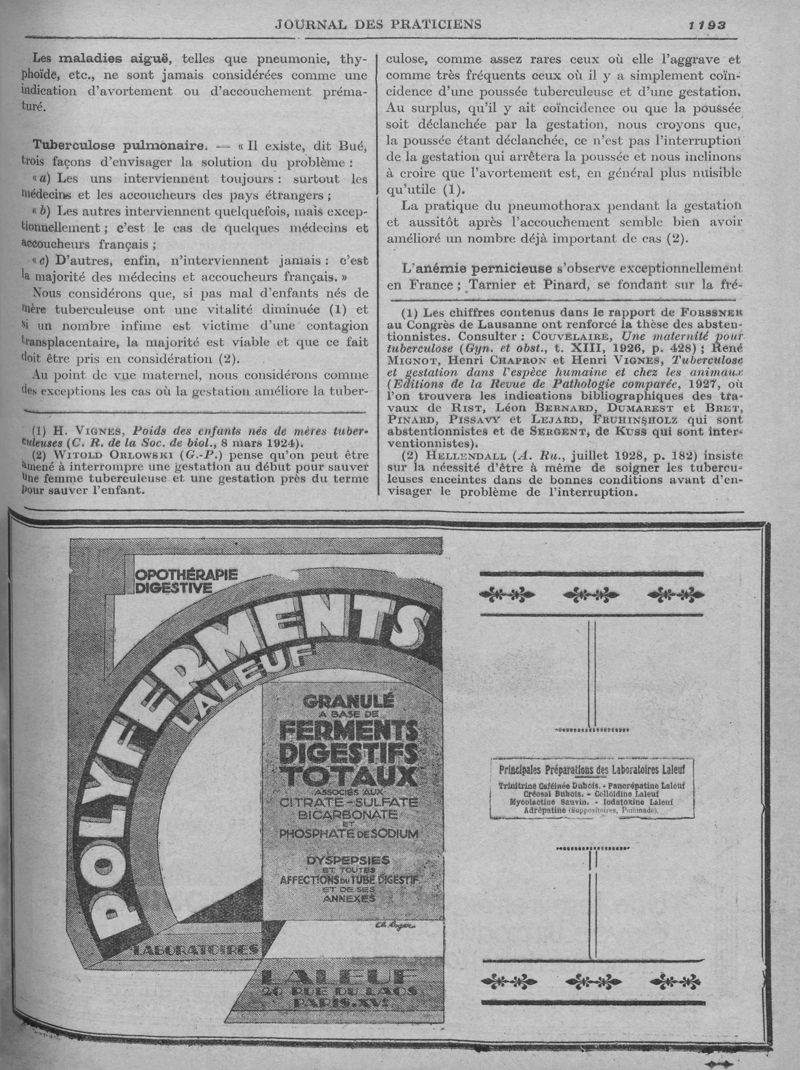 JOURNAL DES PRATICIENS
1193
Les maladies aiguë, telles que pneumonie, thy-
phoïde, etc., ne sont jamais considérées comme une
indication d'avortement ou d'accouchement préma-
turé.
Tuberculose pulmonaire. — « Il existe, dit Bué,
trois façons d'envisager la solution du problème :
« a) Les uns interviennent toujours : surtout les
médecins et les accoucheurs des pays étrangers ;
« b) Les autres interviennent quelquefois, mais excep-
tionnellement ; c'est le cas de quelques médecins et
accoucheurs français ;
« c) D'autres, enfin, n'interviennent jamais : c'est
la majorité des médecins et accoucheurs français. »
Nous considérons que, si pas mal d'enfants nés de
mère tuberculeuse ont une vitalité diminuée (1) et
si un nombre infime est victime d'une contagion
transplacentaire, la majorité est viable et que ce fait
doit être pris en considération (2).
Au point de vue maternel, nous considérons comme
des exceptions les cas où la gestation améliore la tuber-
(1) H. VIGNES, Poids des enfants nés de mères tuber-
culeuses (C. R. de la Soc. de biol., 8 mars 1924).
(2) WITOLD ORLOWSKI (G.-P.) pense qu'on peut être
amené à interrompre une gestation au début pour sauver
une femme tuberculeuse et une gestation près du terme
pour sauver l'enfant.
culose, comme assez rares ceux où elle l'aggrave et
comme très fréquents ceux où il y a simplement coïn-
cidence d'une poussée tuberculeuse et d'une gestation.
Au surplus, qu'il y ait coïncidence ou que la poussée
soit déclanchée par la gestation, nous croyons que,
la poussée étant déclanchée, ce n'est pas l'interruption
de la gestation qui arrêtera la poussée et nous inclinons
à croire que l'avortement est, en général plus nuisible
qu'utile (1).
La pratique du pneumothorax pendant la gestation
et aussitôt après l'accouchement semble bien avoir
amélioré un nombre déjà important de cas (2).
L'anémie pernicieuse s'observe exceptionnellement
en France ; Tarnier et Pinard, se fondant sur la fré-
(1) Les chiffres contenus dans le rapport de FORSSNER
au Congrès de Lausanne ont renforcé la thèse des absten-
tionnistes. Consulter : COUVELAIRE, Une maternité pour
tuberculose (Gyn. et obst., t. XIII, 1926, p. 428) ; René
MIGNOT, Henri CHAPRON et Henri VIGNES, Tuberculose
et gestation dans l'espèce humaine et chez les animaux
(Editions de la Revue de Pathologie comparée, 1927, où
l'on trouvera les indications bibliographiques des tra-
vaux de RIST, Léon BERNARD, DUMAREST et BRET,
PINARD, PISSAVY et LEJARD, FRUHINSHOLZ qui sont
abstentionnistes et de SERGENT, de KUSS qui sont inter-
ventionnistes).
(2) HELLENDALL (A. Ru., juillet 1928, p. 182) insiste
sur la nécessité d'être à même de soigner les tubercu-
leuses enceintes dans de bonnes conditions avant d'en-
visager le problème de l'interruption.
OPOTHÉRAPIE
DIGESTIVE
POLYFERMENTS
LALEUF
GRANULÉ
A BASE DE
FERMENTS
DIGESTIFS
TOTAUX
ASSOCIÉS AUX
CITRATE - SULFATE
BICARBONATE
ET
PHOSPHATE DE SODIUM
DYSPEPSIES
ET TOUTES
AFFECTIONS DU TUBE DIGESTIF
ET DE SES
ANNEXES
LABORATOIRES
LALEUF
20 RUE DU LAOS
PARIS-XVe
Principales Préparations des Laboratoires Laleuf
Trinitrine Caféinée Dubois. - Pancrépatine Laleuf
Créosal Dubois. - Colloïdine Laleuf
Mycolactine Sauvin. - Iodatoxine Laleuf
Adrépatine (Suppositoires, Pommade).